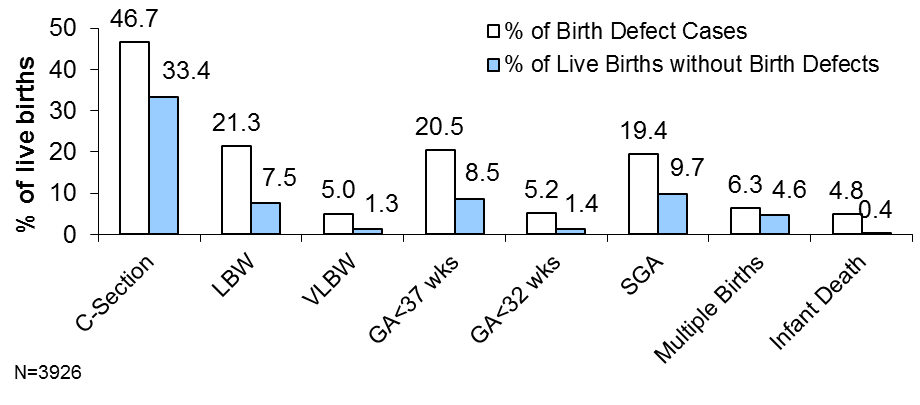 % of Birth Defect Cases
% of Live Births without Birth Defects
% of live births
50
40
30
20
10
0
46.7
33.4
21.3
7.5
5.0
1.3
20.5
8.5
5.2
1.4
19.4
9.7
6.3
4.6
4.8
0.4
C-Section
LBW
VLBW
GA<37 wks
GA<32 wks
SGA
Multiple Births
Infant Death
N=3926